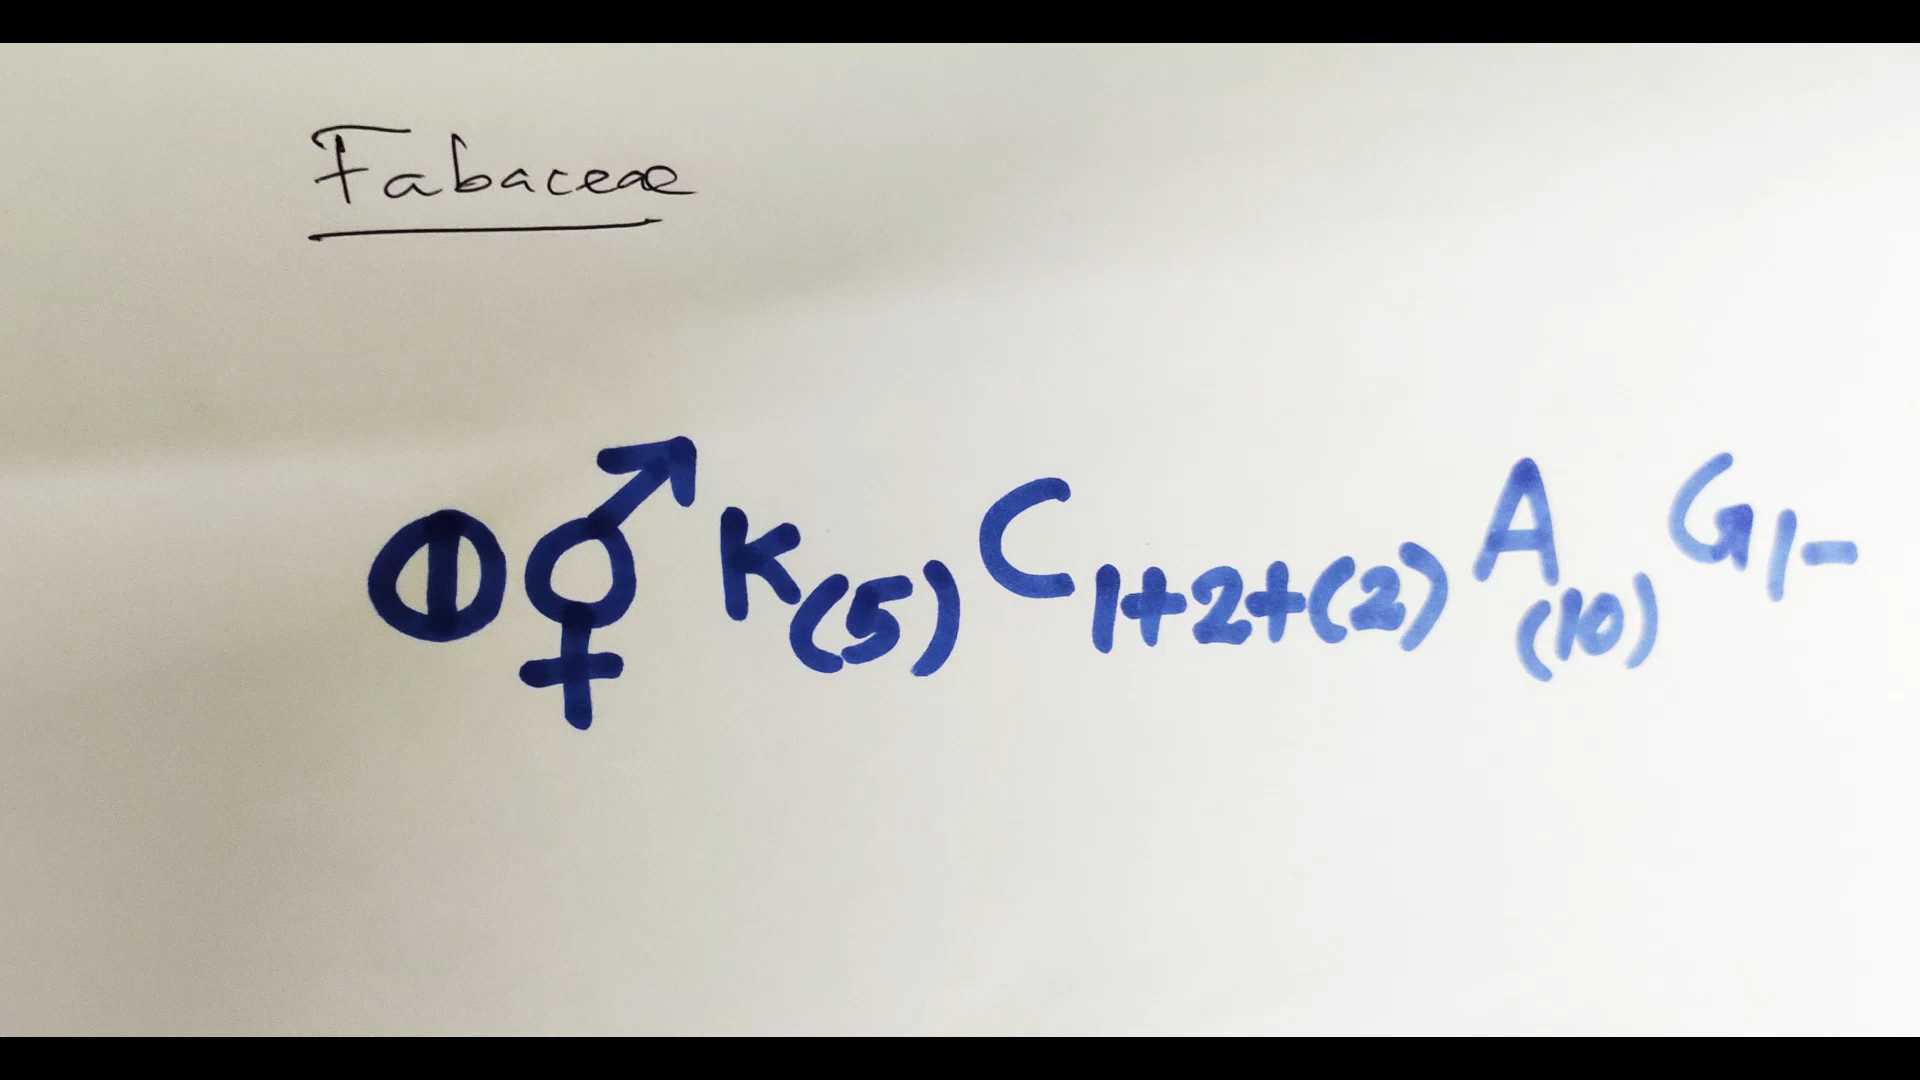 Fabaceae
⦶ ⚥ K(5) C1+2+(2) A(10) G1-